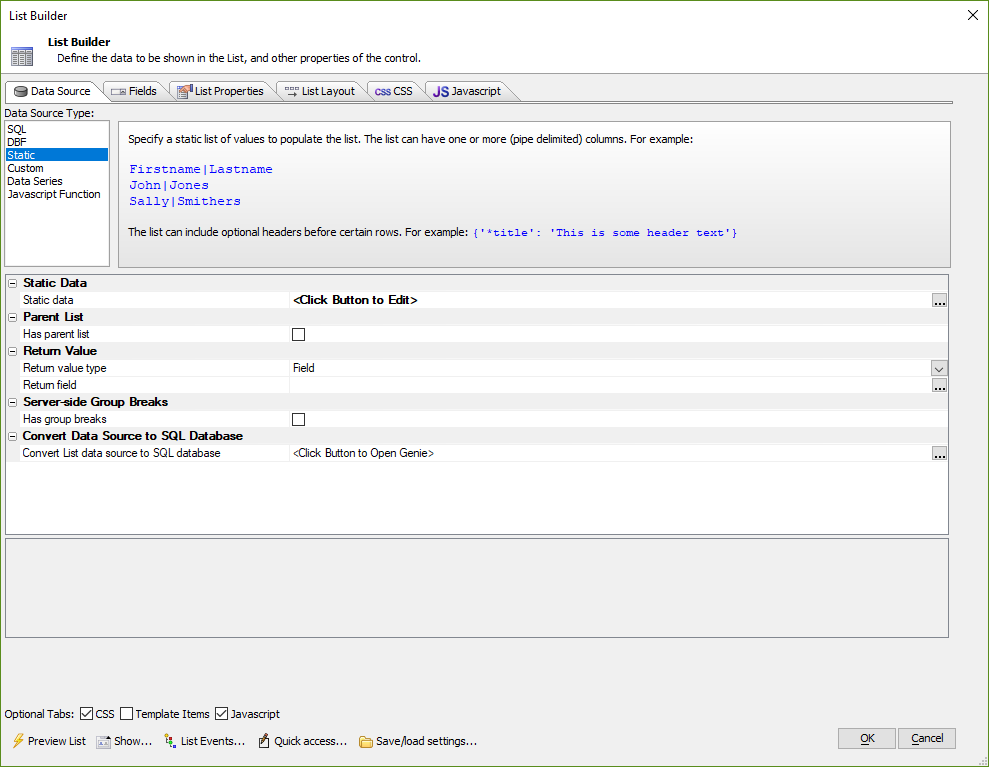 List Builder
List Builder
Define the data to be shown in the List, and other properties of the control.
Data Source Fields List Properties List Layout css CSS JS Javascript
Data Source Type:
SQL
DBF
Static
Custom
Data Series
Javascript Function
Specify a static list of values to populate the list. The list can have one or more (pipe delimited) columns. For example:
Firstname|Lastname
John|Jones
Sally|Smithers
The list can include optional headers before certain rows. For example: {'*title': 'This is some header text'}
Static Data
Static data <Click Button to Edit> ...
Parent List
Has parent list
Return Value
Return value type Field
Return field ...
Server-side Group Breaks
Has group breaks
Convert Data Source to SQL Database
Convert List data source to SQL database <Click Button to Open Genie> ...
Optional Tabs: CSS Template Items Javascript
Preview List Show... List Events... Quick access... Save/load settings... OK Cancel